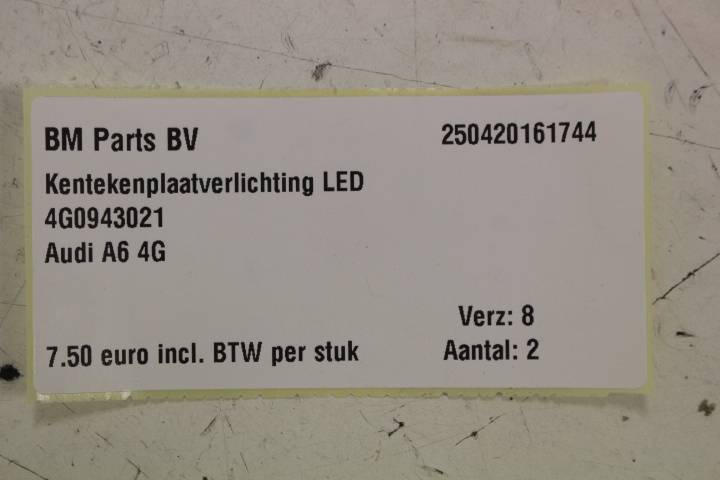 BM Parts BV 250420161744
Kentekenplaatverlichting LED
4G0943021
Audi A6 4G
Verz: 8
7.50 euro incl. BTW per stuk Aantal: 2